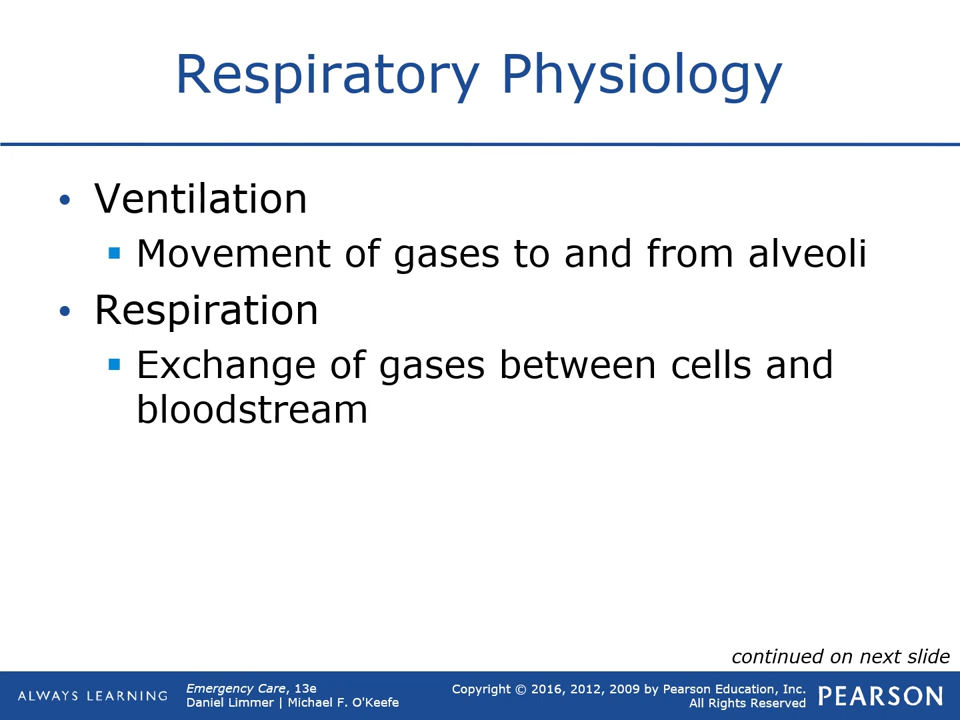 Respiratory Physiology
• Ventilation
▪ Movement of gases to and from alveoli
• Respiration
▪ Exchange of gases between cells and
bloodstream
continued on next slide
ALWAYS LEARNING
Emergency Care, 13e
Daniel Limmer | Michael F. O'Keefe
Copyright © 2016, 2012, 2009 by Pearson Education, Inc.
All Rights Reserved
PEARSON